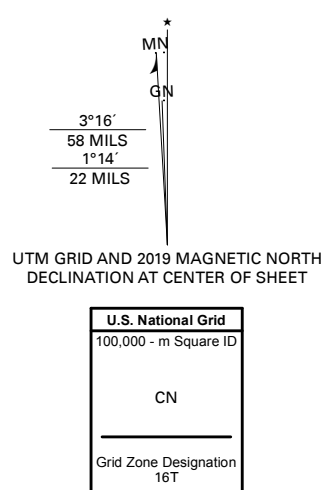 MN
GN
3°16´
58 MILS
1°14´
22 MILS
UTM GRID AND 2019 MAGNETIC NORTH
DECLINATION AT CENTER OF SHEET
U.S. National Grid
100,000 - m Square ID
CN
Grid Zone Designation
16T